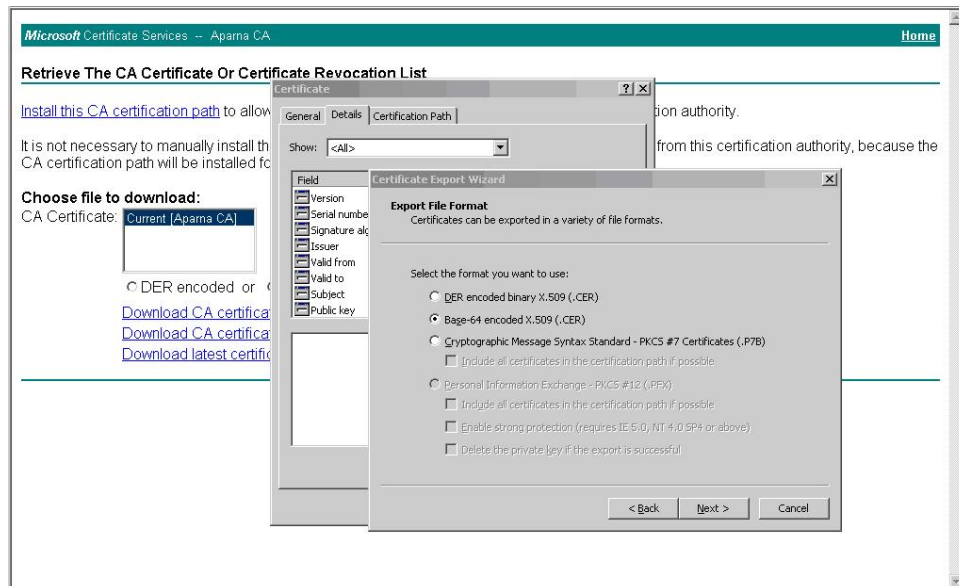 Microsoft Certificate Services -- Aparna CA Home
Retrieve The CA Certificate Or Certificate Revocation List
Install this CA certification path to allow
tion authority.
It is not necessary to manually install th
from this certification authority, because the
CA certification path will be installed fo
Choose file to download:
CA Certificate: Current [Aparna CA]
DER encoded or
Download CA certifica
Download CA certifica
Download latest certific
Certificate
General Details Certification Path
Show: <All>
Field
Version
Serial numbe
Signature alg
Issuer
Valid from
Valid to
Subject
Public key
Certificate Export Wizard
Export File Format
Certificates can be exported in a variety of file formats.
Select the format you want to use:
DER encoded binary X.509 (.CER)
Base-64 encoded X.509 (.CER)
Cryptographic Message Syntax Standard - PKCS #7 Certificates (.P7B)
Include all certificates in the certification path if possible
Personal Information Exchange - PKCS #12 (.PFX)
Include all certificates in the certification path if possible
Enable strong protection (requires IE 5.0, NT 4.0 SP4 or above)
Delete the private key if the export is successful
< Back Next > Cancel